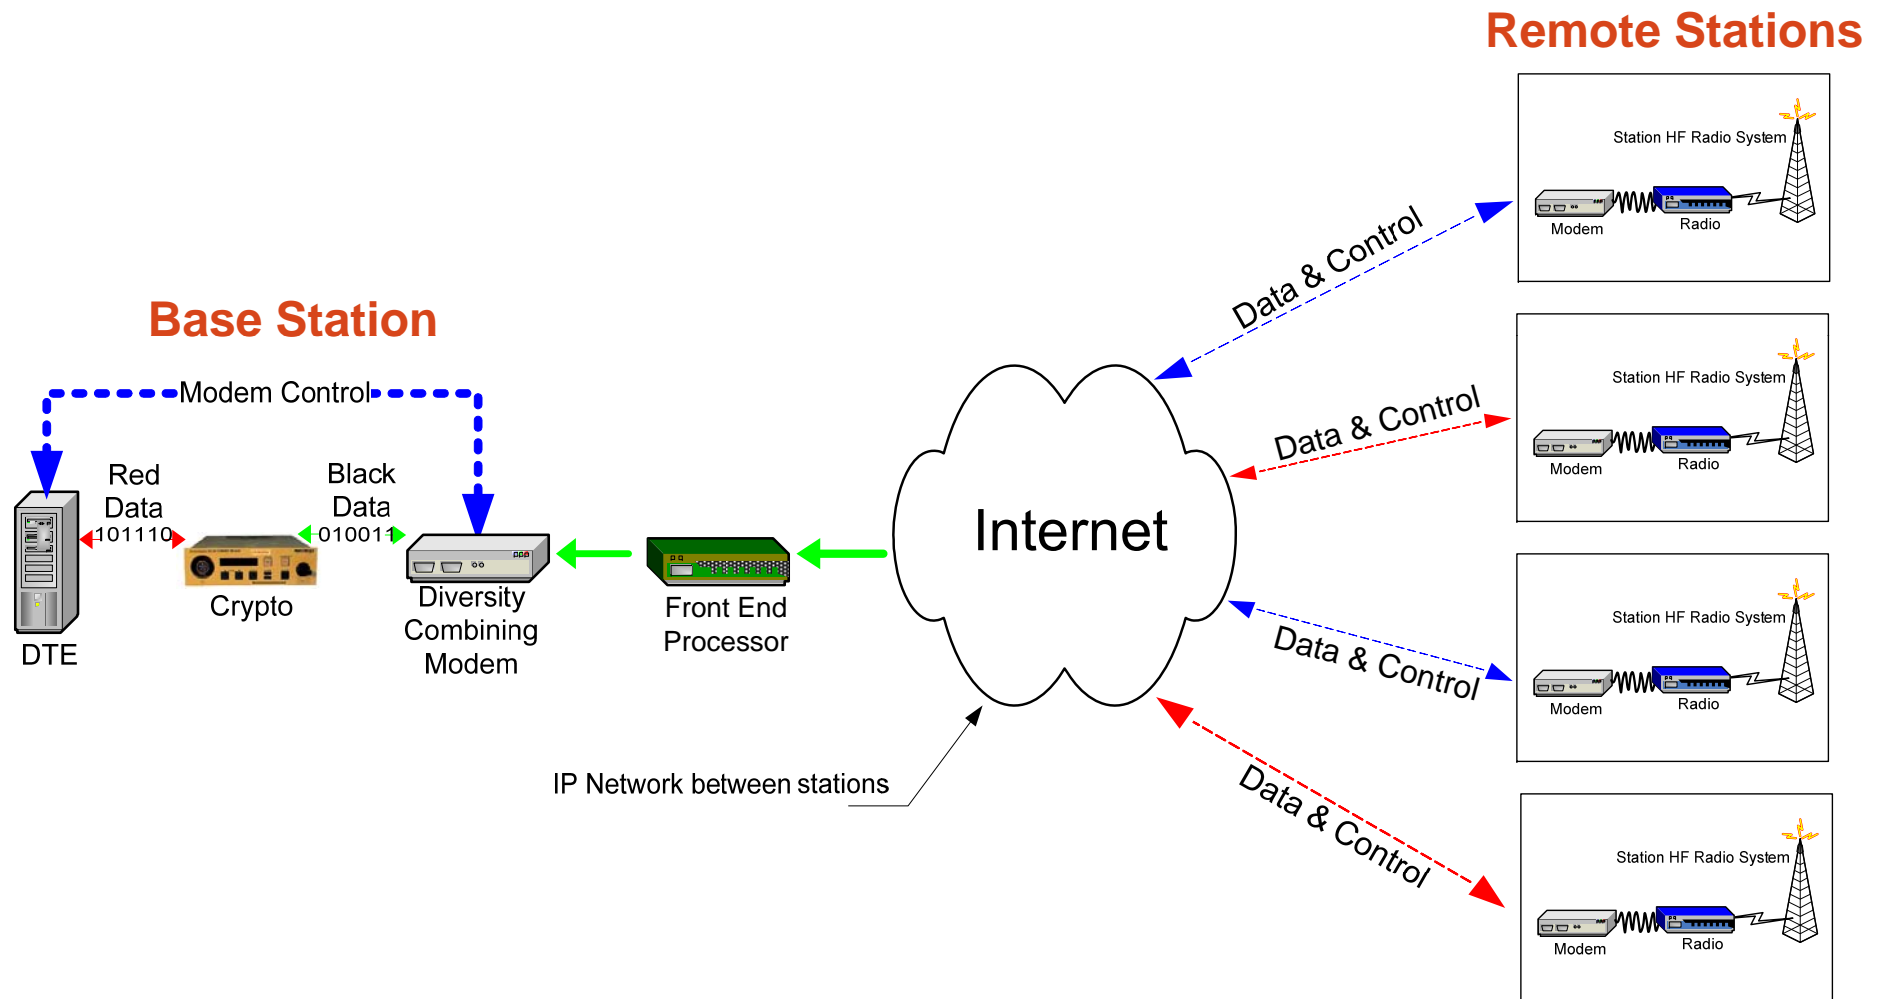 Remote Stations
Station HF Radio System
Modem
Radio
Data & Control
Base Station
Modem Control
Station HF Radio System
Modem
Radio
Data & Control
Red
Data
101110
Black
Data
010011
DTE
Crypto
Diversity
Combining
Modem
Front End
Processor
Internet
IP Network between stations
Data & Control
Station HF Radio System
Modem
Radio
Data & Control
Station HF Radio System
Modem
Radio